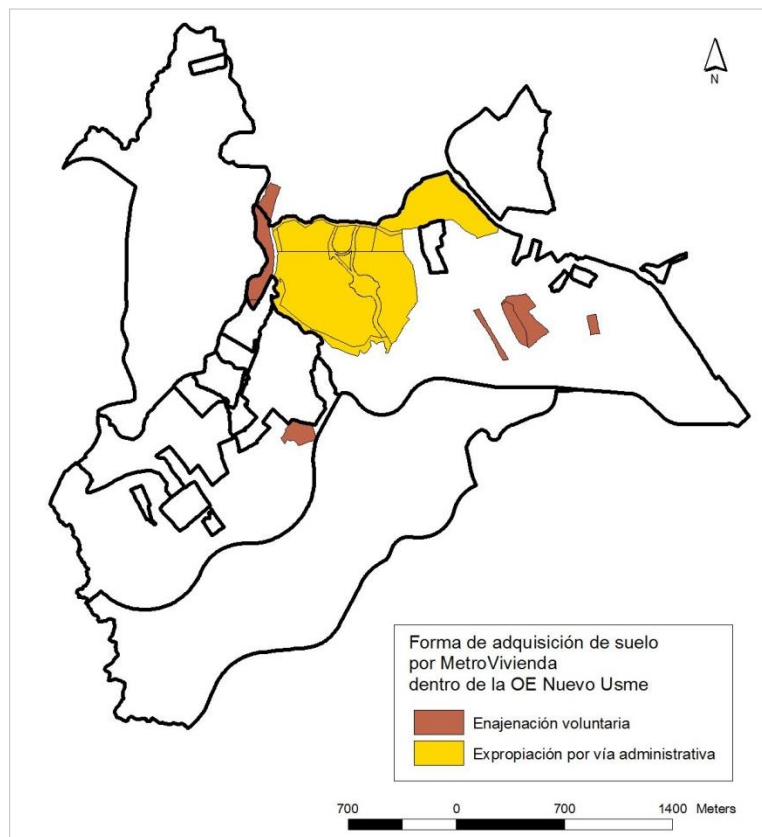 N
Forma de adquisición de suelo
por MetroVivienda
dentro de la OE Nuevo Usme
Enajenación voluntaria
Expropiación por vía administrativa
700 0 700 1400 Meters